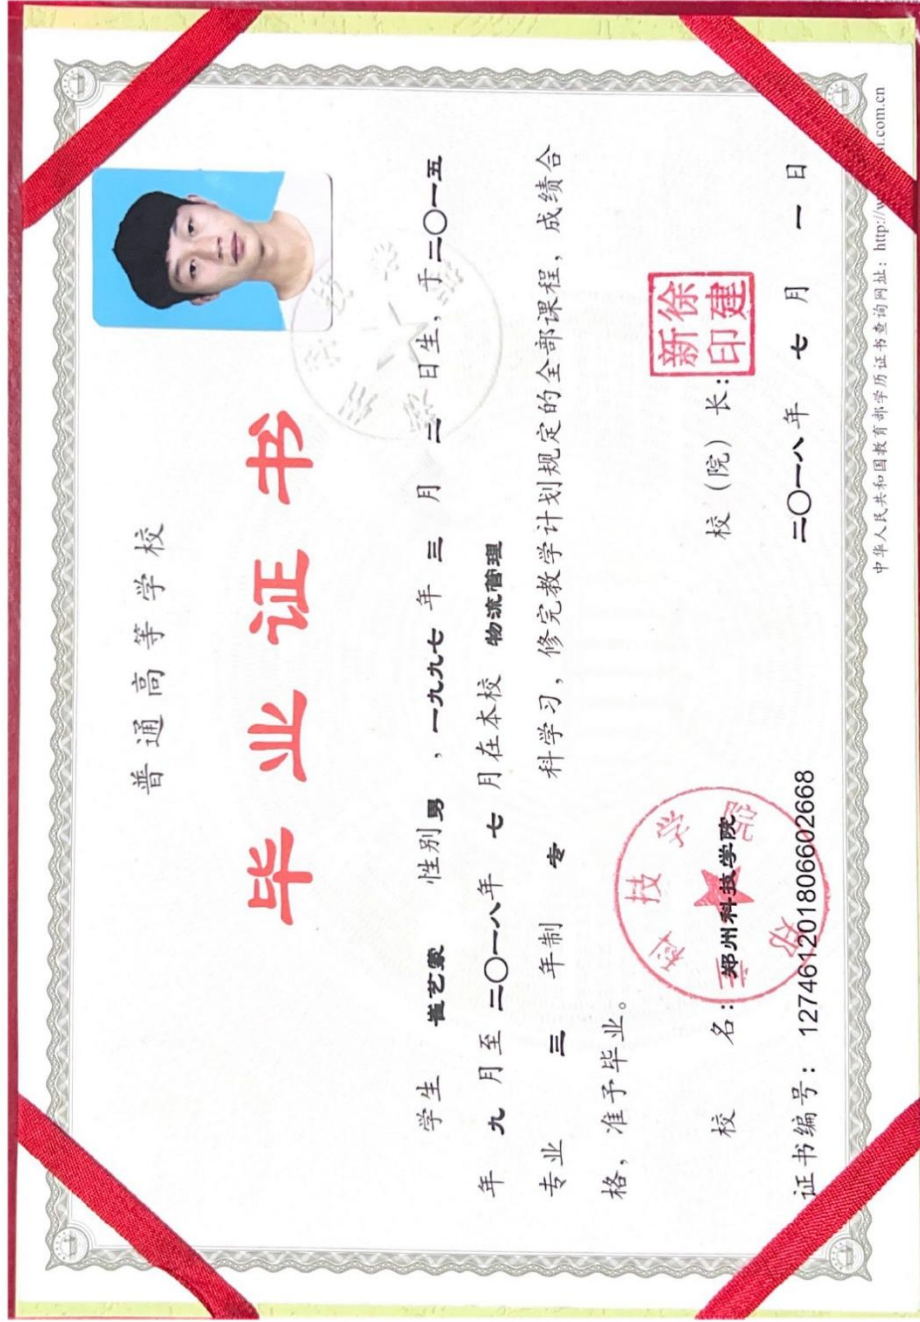 普通高等学校
毕业证书
学生 崔艺蒙 性别 男 ，一九九七 年 三 月 二 日生，于二〇一五
年 九 月至 二〇一八年 七 月在本校 物流管理
专业 三 年制 专 科学习，修完教学计划规定的全部课程，成绩合
格，准予毕业。
校 名：郑州科技学院 校（院）长：
徐建新印
证书编号：127461201806602668 二〇一八年 七 月 一 日
中华人民共和国教育部学历证书查询网址：http://w
.com.cn